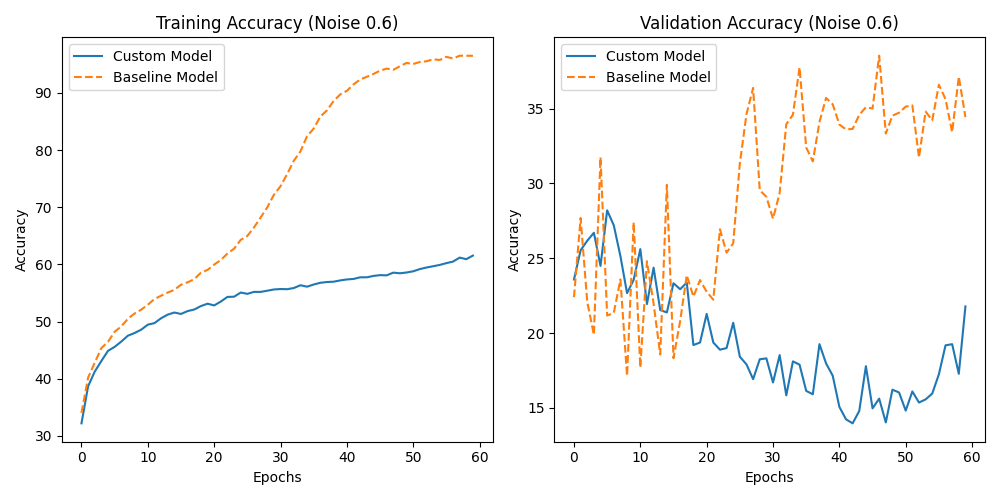 Training Accuracy (Noise 0.6)
Custom Model
Baseline Model
Accuracy
90
80
70
60
50
40
30
0 10 20 30 40 50 60
Epochs
Validation Accuracy (Noise 0.6)
Custom Model
Baseline Model
Accuracy
35
30
25
20
15
0 10 20 30 40 50 60
Epochs